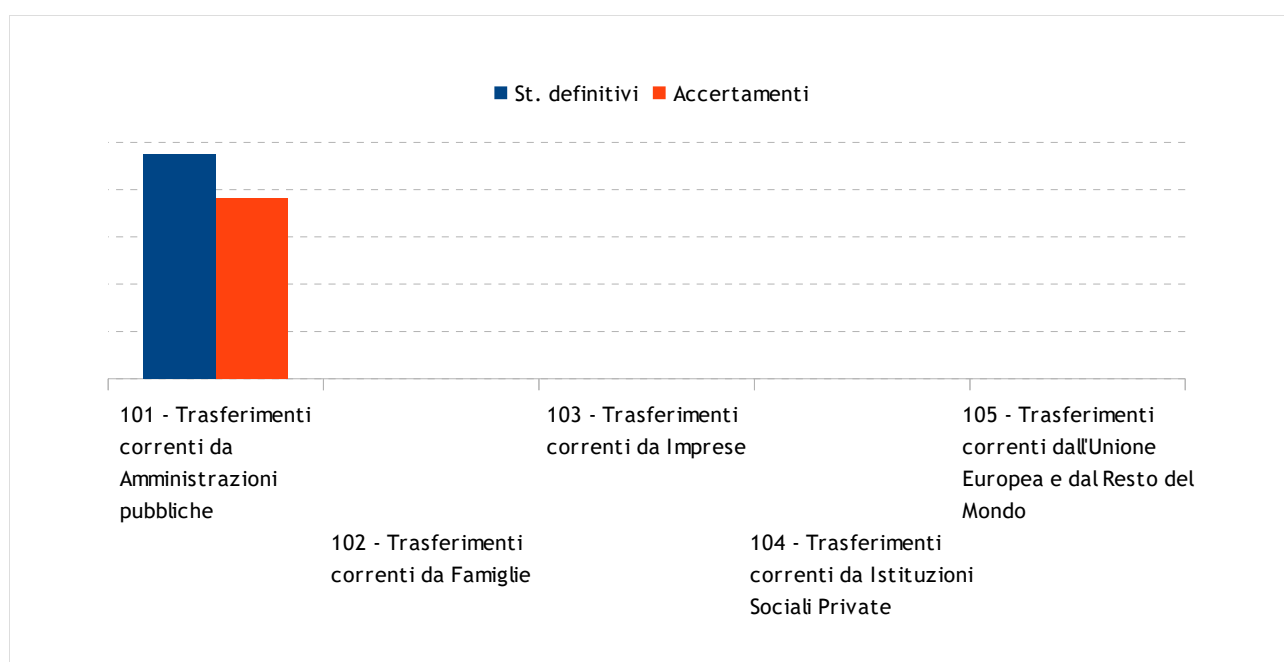 St. definitivi Accertamenti
101 - Trasferimenti
correnti da
Amministrazioni
pubbliche
102 - Trasferimenti
correnti da Famiglie
103 - Trasferimenti
correnti da Imprese
104 - Trasferimenti
correnti da Istituzioni
Sociali Private
105 - Trasferimenti
correnti dall'Unione
Europea e dal Resto del
Mondo